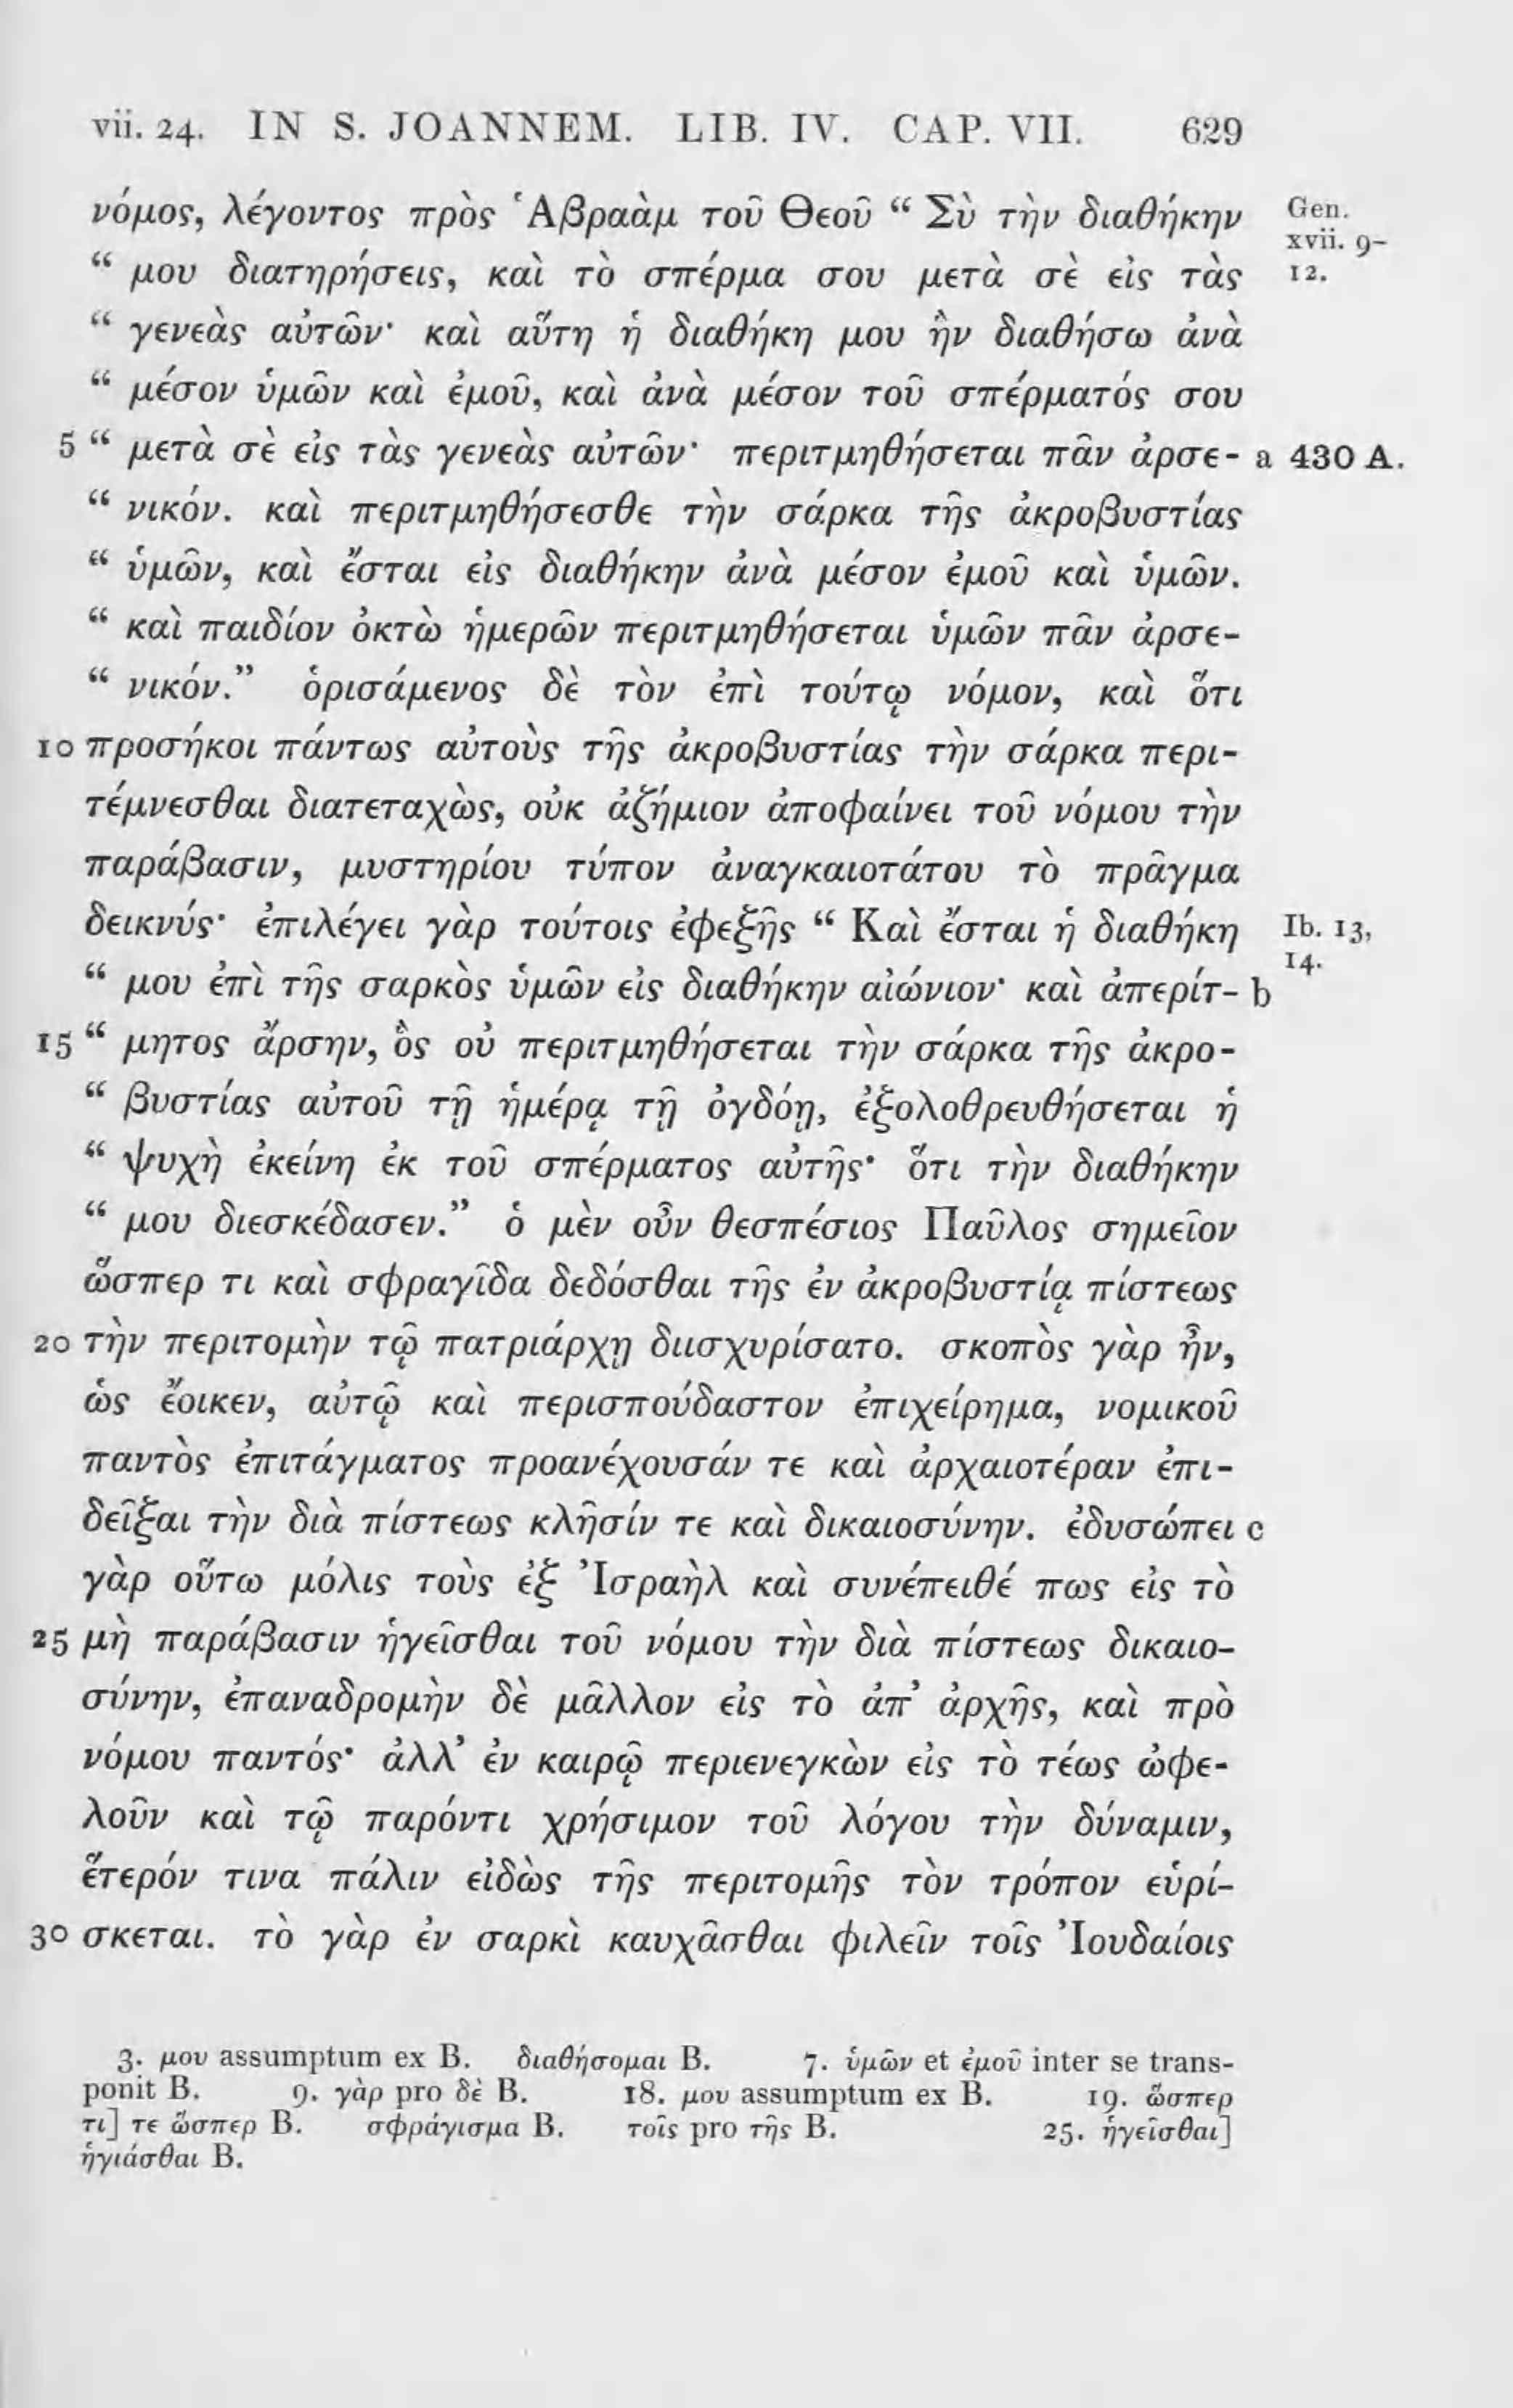 vii. 24. IN S. JOANNEM. LIB. IV. CAP. VII. 629
νόμος, λέγοντος πρὸς Ἁβραὰμ τοῦ Θεοῦ “ Σὺ τὴν διαθήκην Gen. xvii. 9-
“ μου διατηρήσεις, καὶ τὸ σπέρμα σου μετὰ σὲ εἰς τὰς 12.
“ γενεὰς αὐτῶν· καὶ αὕτη ἡ διαθήκη μου ἣν διαθήσω ἀνὰ
“ μέσον ὑμῶν καὶ ἐμοῦ, καὶ ἀνὰ μέσον τοῦ σπέρματός σου
5 “ μετὰ σὲ εἰς τὰς γενεὰς αὐτῶν· περιτμηθήσεται πᾶν ἀρσε- a 430 A.
“ νικόν. καὶ περιτμηθήσεσθε τὴν σάρκα τῆς ἀκροβυστίας
“ ὑμῶν, καὶ ἔσται εἰς διαθήκην ἀνὰ μέσον ἐμοῦ καὶ ὑμῶν.
“ καὶ παιδίον ὀκτὼ ἡμερῶν περιτμηθήσεται ὑμῶν πᾶν ἀρσε-
“ νικόν.” ὁρισάμενος δὲ τὸν ἐπὶ τούτῳ νόμον, καὶ ὅτι
10 προσήκοι πάντως αὐτοὺς τῆς ἀκροβυστίας τὴν σάρκα περι-
τέμνεσθαι διατεταχὼς, οὐκ ἀζήμιον ἀποφαίνει τοῦ νόμου τὴν
παράβασιν, μυστηρίου τύπον ἀναγκαιοτάτου τὸ πρᾶγμα
δεικνύς· ἐπιλέγει γὰρ τούτοις ἐφεξῆς “ Καὶ ἔσται ἡ διαθήκη Ib. 13,
“ μου ἐπὶ τῆς σαρκὸς ὑμῶν εἰς διαθήκην αἰώνιον· καὶ ἀπερίτ- b 14.
15 “ μητος ἄρσην, ὃς οὐ περιτμηθήσεται τὴν σάρκα τῆς ἀκρο-
“ βυστίας αὐτοῦ τῇ ἡμέρᾳ τῇ ὀγδόῃ, ἐξολοθρευθήσεται ἡ
“ ψυχὴ ἐκείνη ἐκ τοῦ σπέρματος αὐτῆς· ὅτι τὴν διαθήκην
“ μου διεσκέδασεν.” ὁ μὲν οὖν θεσπέσιος Παῦλος σημεῖον
ὥσπερ τι καὶ σφραγῖδα δεδόσθαι τῆς ἐν ἀκροβυστίᾳ πίστεως
20 τὴν περιτομὴν τῷ πατριάρχῃ διισχυρίσατο. σκοπὸς γὰρ ἦν,
ὡς ἔοικεν, αὐτῷ καὶ περισπούδαστον ἐπιχείρημα, νομικοῦ
παντὸς ἐπιτάγματος προανέχουσάν τε καὶ ἀρχαιοτέραν ἐπι-
δεῖξαι τὴν διὰ πίστεως κλῆσίν τε καὶ δικαιοσύνην. ἐδυσώπει c
γὰρ οὕτω μόλις τοὺς ἐξ Ἰσραὴλ καὶ συνέπειθέ πως εἰς τὸ
25 μὴ παράβασιν ἡγεῖσθαι τοῦ νόμου τὴν διὰ πίστεως δικαιο-
σύνην, ἐπαναδρομὴν δὲ μᾶλλον εἰς τὸ ἀπ’ ἀρχῆς, καὶ πρὸ
νόμου παντός· ἀλλ’ ἐν καιρῷ περιενεγκὼν εἰς τὸ τέως ὠφε-
λοῦν καὶ τῷ παρόντι χρήσιμον τοῦ λόγου τὴν δύναμιν,
ἕτερόν τινα πάλιν εἰδὼς τῆς περιτομῆς τὸν τρόπον εὑρί-
30 σκεται. τὸ γὰρ ἐν σαρκὶ καυχᾶσθαι φιλεῖν τοῖς Ἰουδαίοις
3. μου assumptum ex B. διαθήσομαι B. 7. ὑμῶν et ἐμοῦ inter se trans-
ponit B. 9. γὰρ pro δὲ B. 18. μου assumptum ex B. 19. ὥσπερ
τι] τε ὥσπερ B. σφράγισμα B. τοῖς pro τῆς B. 25. ἡγεῖσθαι]
ἡγιάσθαι B.